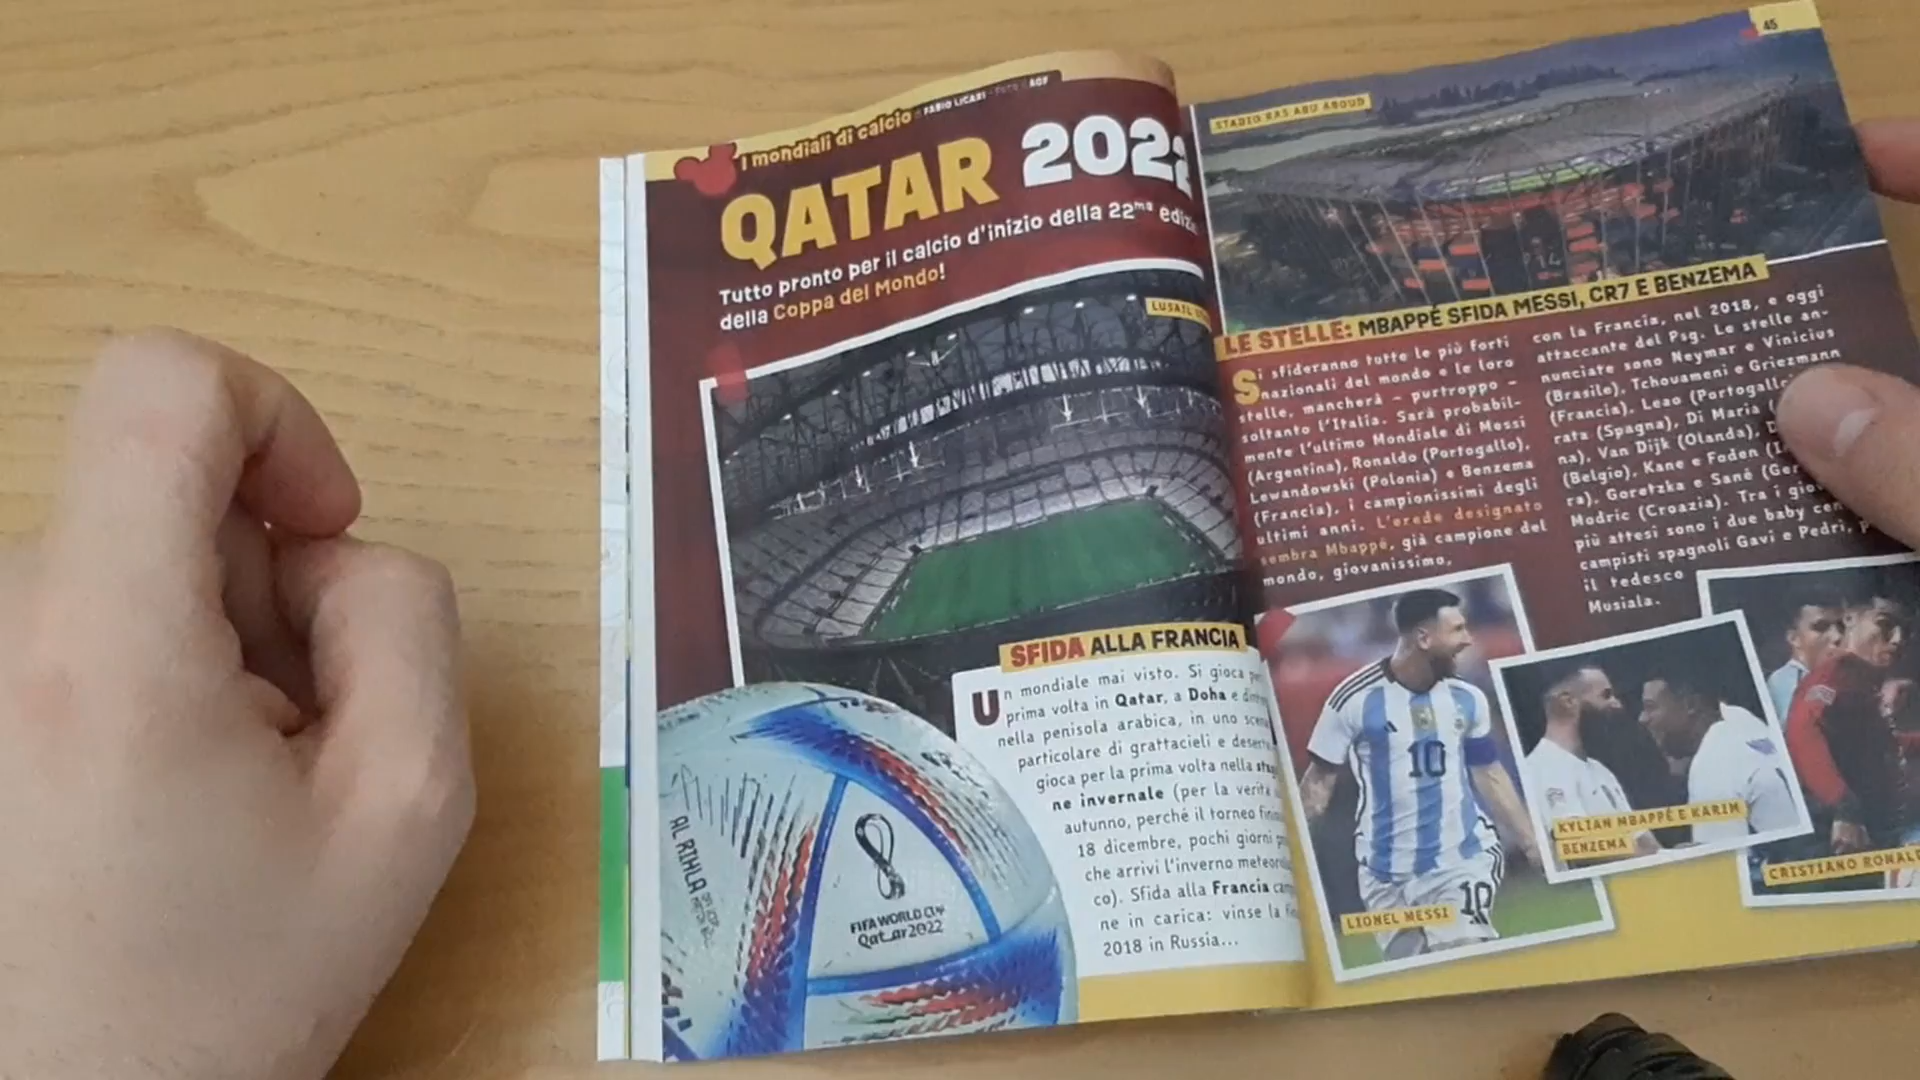 I mondiali di calcio
FABIO LICARI
QATAR 2022
Tutto pronto per il calcio d'inizio della 22ma
della Coppa del Mondo!
LUSAIL
SFIDA ALLA FRANCIA
Un mondiale mai visto. Si gioca
prima volta in Qatar, a Doha e
nella penisola arabica, in uno
particolare di grattacieli e
gioca per la prima volta nella
ne invernale (per la verità
autunno, perché il torneo
18 dicembre, pochi giorni
che arrivi l'inverno
co). Sfida alla Francia
ne in carica: vinse la
2018 in Russia...
AL RIHLA
FIFA WORLD CUP
Qatar2022
45
STADIO RAS ABU ABOUD
LE STELLE: MBAPPÉ SFIDA MESSI, CR7 E BENZEMA
Si sfideranno tutte le più forti
nazionali del mondo e le loro
stelle, mancherà – purtroppo –
soltanto l'Italia. Sarà probabil-
mente l'ultimo Mondiale di Messi
(Argentina), Ronaldo (Portogallo),
Lewandowski (Polonia) e Benzema
(Francia), i campionissimi degli
ultimi anni. L'erede designato
sembra Mbappé, già campione del
mondo, giovanissimo,
con la Francia, nel 2018, e oggi
attaccante del Psg. Le stelle an-
nunciate sono Neymar e Vinicius
(Brasile), Tchouameni e Griezmann
(Francia), Leao
rata (Spagna), Di Maria
na), Van Dijk (Olanda),
(Belgio), Kane e Foden
ra), Goretzka e Sané
Modric (Croazia). Tra i
più attesi sono i due baby
campisti spagnoli Gavi e Pedri,
il tedesco
Musiala.
10
10
LIONEL MESSI
KYLIAN MBAPPÉ E KARIM
BENZEMA
CRISTIANO